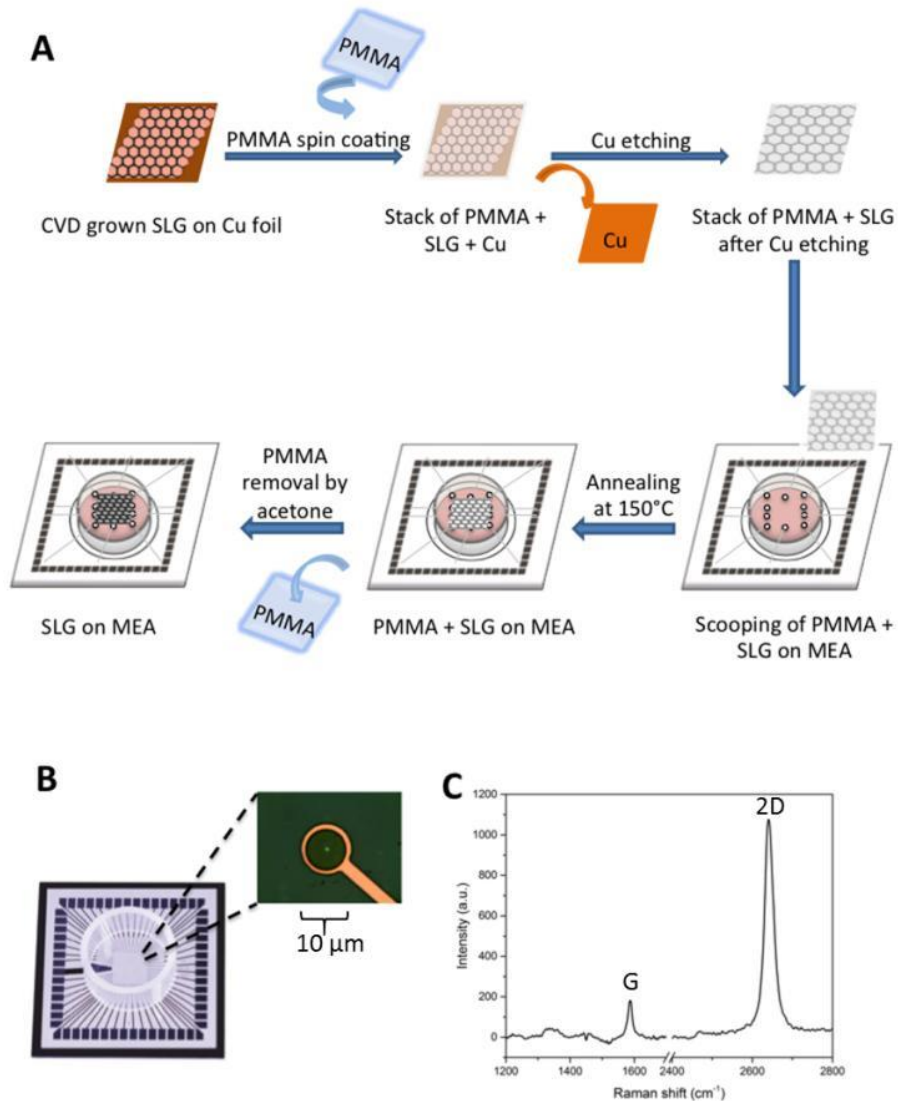 A
PMMA
PMMA spin coating
Cu etching
CVD grown SLG on Cu foil
Stack of PMMA +
SLG + Cu
Cu
Stack of PMMA + SLG
after Cu etching
PMMA
removal by
acetone
Annealing
at 150°C
SLG on MEA
PMMA
PMMA + SLG on MEA
Scooping of PMMA +
SLG on MEA
B
10 µm
C
1200
1000
800
600
400
200
0
Intensity (a.u.)
G
2D
1200
1400
1600
2400
2600
2800
Raman shift (cm⁻¹)